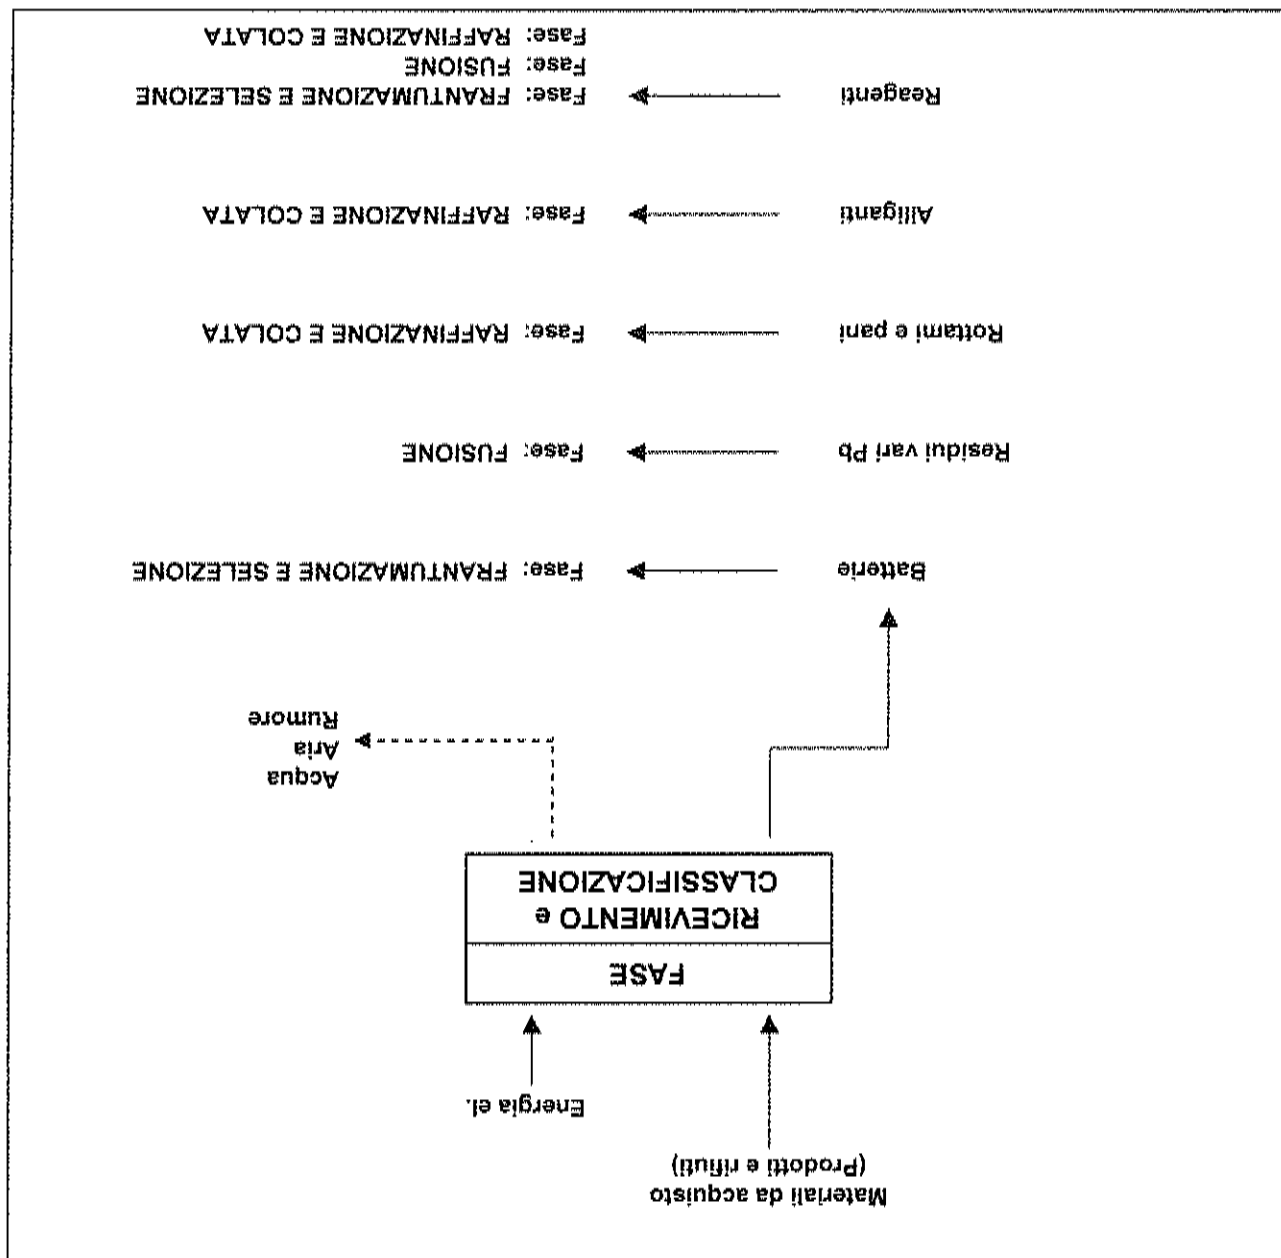 Materiali da acquisto
(Prodotti e rifiuti)
Energia el.
FASE
RICEVIMENTO e
CLASSIFICAZIONE
Acqua
Aria
Rumore
Batterie
Fase: FRANTUMAZIONE E SELEZIONE
Residui vari Pb
Fase: FUSIONE
Rottami e pani
Fase: RAFFINAZIONE E COLATA
Alliganti
Fase: RAFFINAZIONE E COLATA
Reagenti
Fase: FRANTUMAZIONE E SELEZIONE
Fase: FUSIONE
Fase: RAFFINAZIONE E COLATA